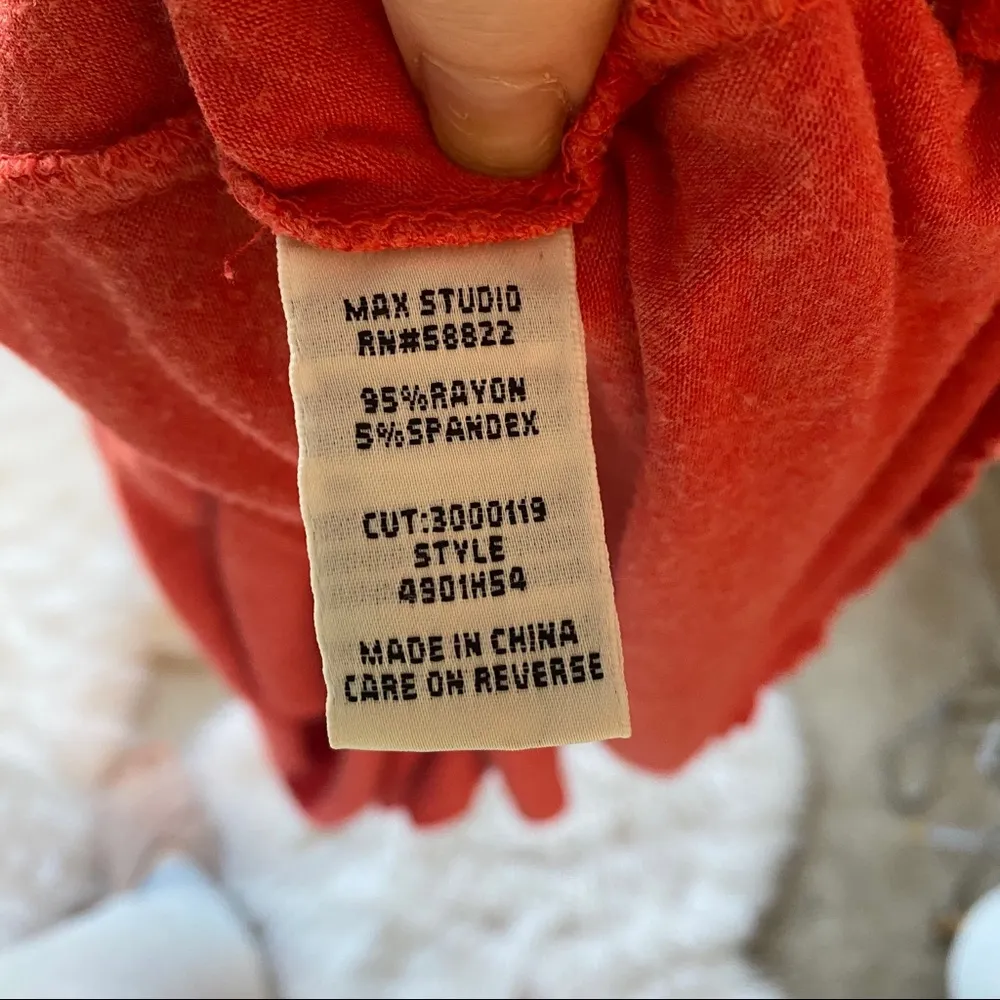 MAX STUDIO
RN#58822
95%RAYON
5%SPANDEX
CUT:3000119
STYLE
4901H54
MADE IN CHINA
CARE ON REVERSE